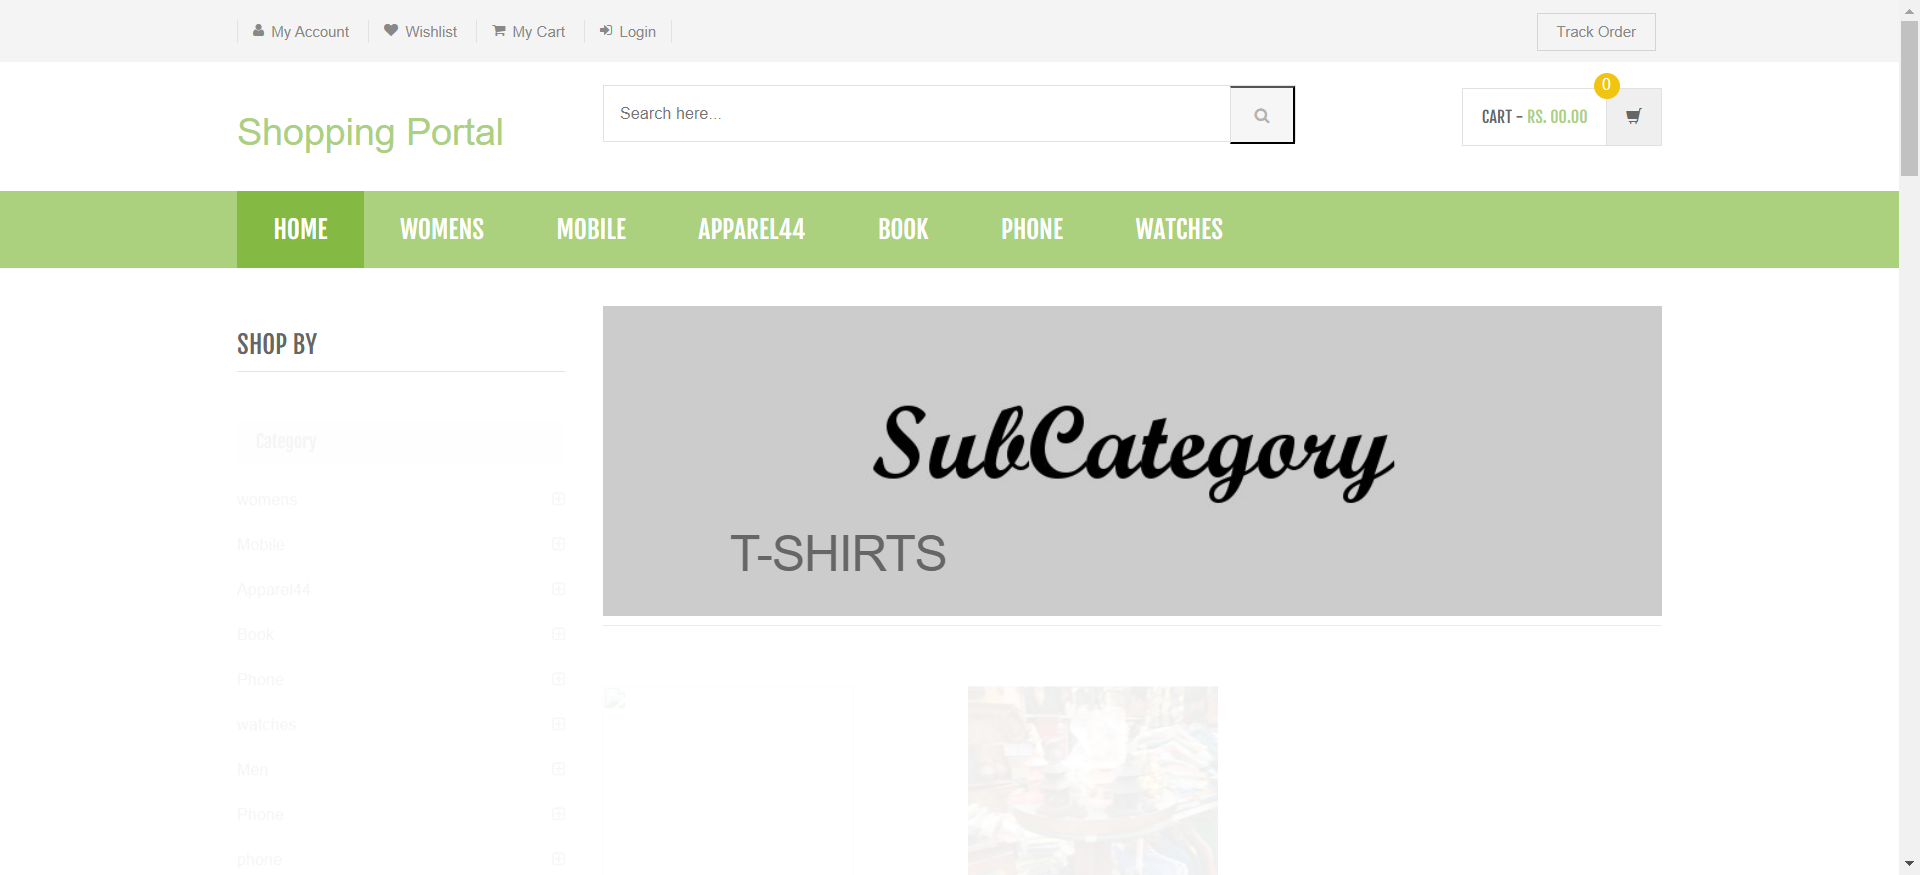 My Account
Wishlist
My Cart
Login
Track Order
Shopping Portal
Search here...
CART - RS. 00.00
0
HOME
WOMENS
MOBILE
APPAREL44
BOOK
PHONE
WATCHES
SHOP BY
Category
womens
Mobile
Apparel44
Book
Phone
watches
Men
Phone
phone
SubCategory
T-SHIRTS